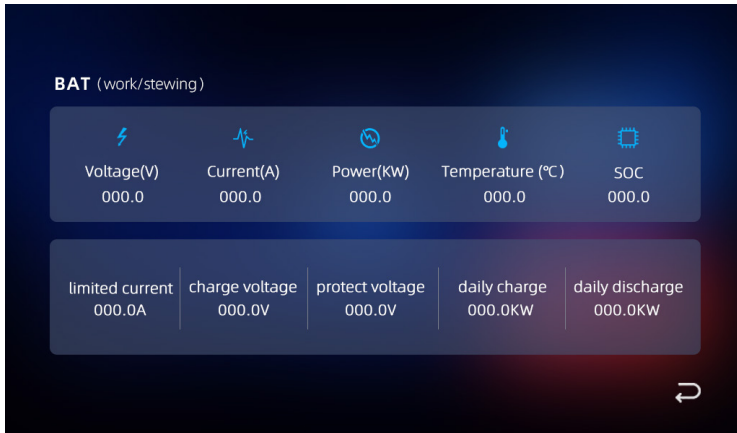 BAT (work/stewing)
Voltage(V) Current(A) Power(KW) Temperature (℃) SOC
000.0 000.0 000.0 000.0 000.0
limited current charge voltage protect voltage daily charge daily discharge
000.0A 000.0V 000.0V 000.0KW 000.0KW